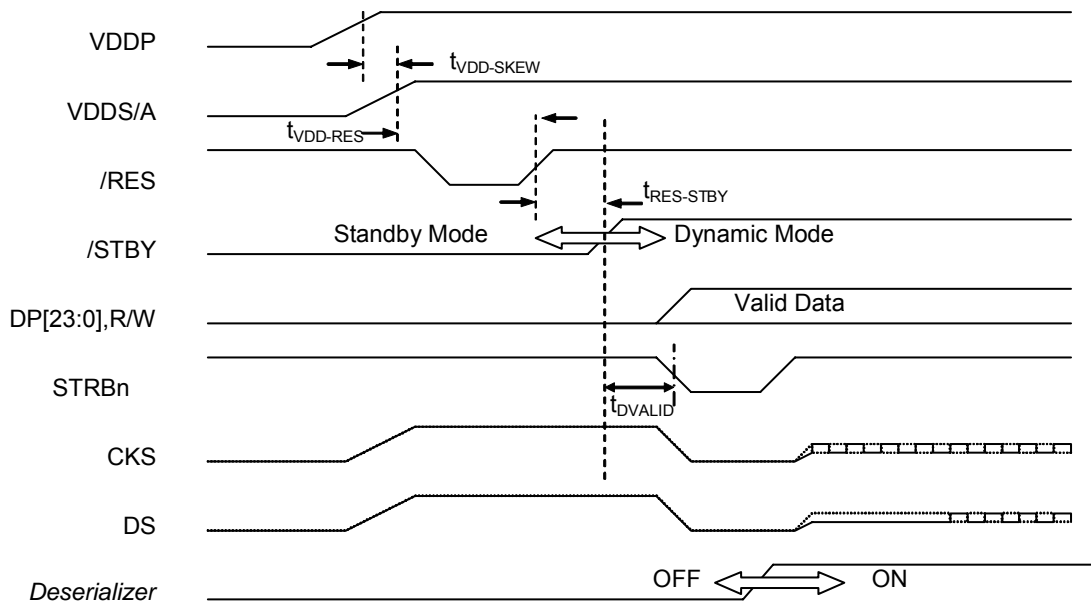 VDDP
tVDD-SKEW
VDDS/A
tVDD-RES
/RES
tRES-STBY
Standby Mode Dynamic Mode
/STBY
Valid Data
DP[23:0],R/W
STRBn
tDVALID
CKS
DS
OFF ON
Deserializer